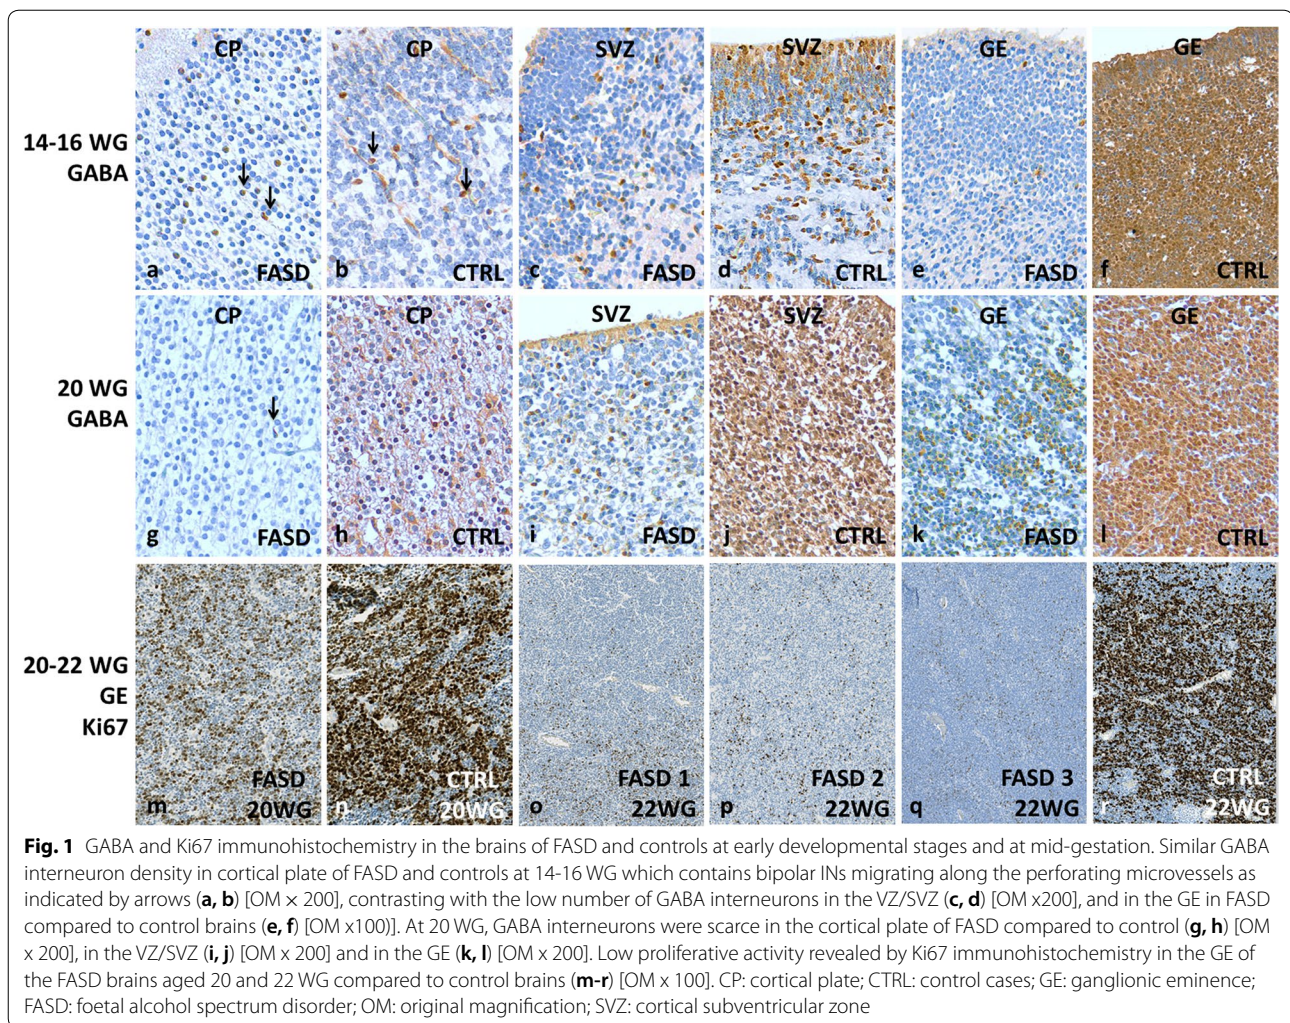 CP CP SVZ SVZ GE GE
14-16 WG
GABA
a FASD b CTRL c FASD d CTRL e FASD f CTRL
CP CP SVZ SVZ GE GE
20 WG
GABA
g FASD h CTRL i FASD j CTRL k FASD l CTRL
20-22 WG
GE
Ki67
FASD CTRL FASD 1 FASD 2 FASD 3 CTRL
m 20WG n 20WG o 22WG p 22WG q 22WG r 22WG
Fig. 1 GABA and Ki67 immunohistochemistry in the brains of FASD and controls at early developmental stages and at mid-gestation. Similar GABA
interneuron density in cortical plate of FASD and controls at 14-16 WG which contains bipolar INs migrating along the perforating microvessels as
indicated by arrows (a, b) [OM × 200], contrasting with the low number of GABA interneurons in the VZ/SVZ (c, d) [OM x200], and in the GE in FASD
compared to control brains (e, f) [OM x100)]. At 20 WG, GABA interneurons were scarce in the cortical plate of FASD compared to control (g, h) [OM
x 200], in the VZ/SVZ (i, j) [OM x 200] and in the GE (k, l) [OM x 200]. Low proliferative activity revealed by Ki67 immunohistochemistry in the GE of
the FASD brains aged 20 and 22 WG compared to control brains (m-r) [OM x 100]. CP: cortical plate; CTRL: control cases; GE: ganglionic eminence;
FASD: foetal alcohol spectrum disorder; OM: original magnification; SVZ: cortical subventricular zone